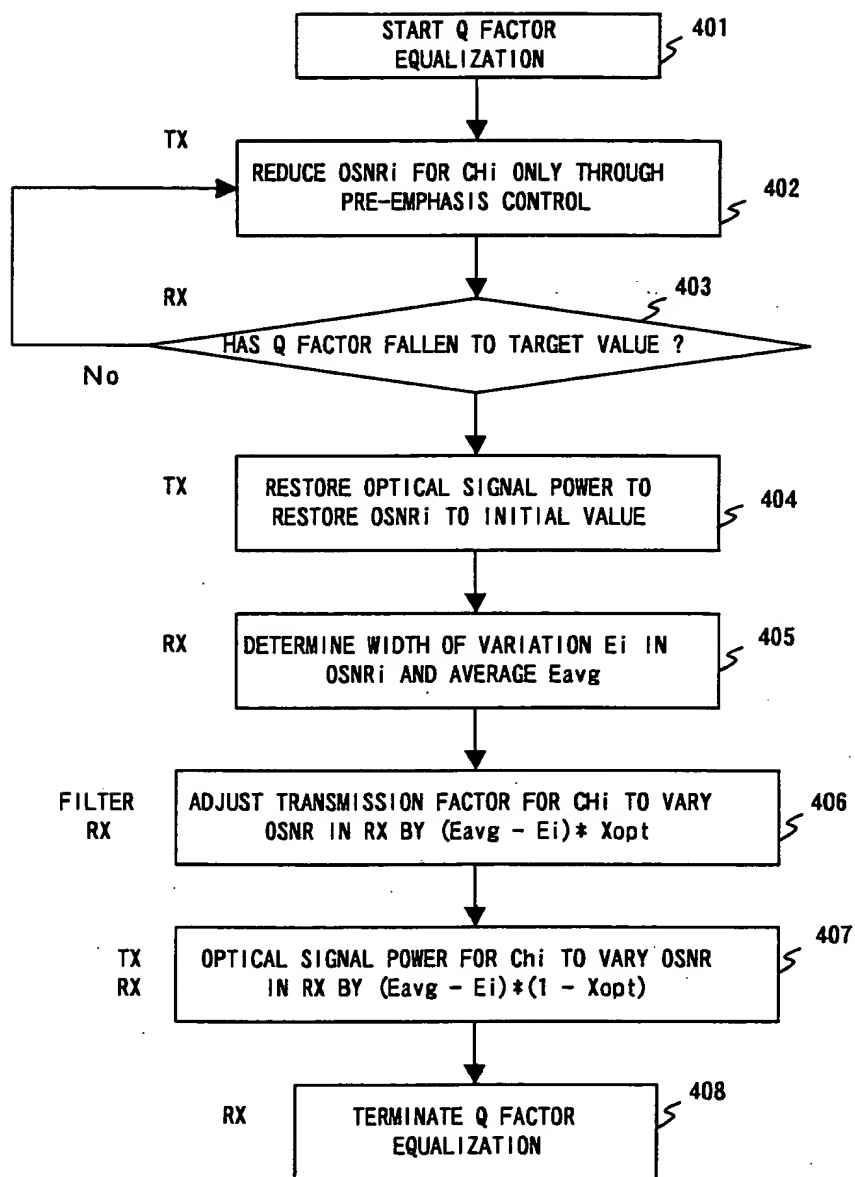 START Q FACTOR
EQUALIZATION
401
TX
REDUCE OSNRi FOR CHi ONLY THROUGH
PRE-EMPHASIS CONTROL
402
RX
403
HAS Q FACTOR FALLEN TO TARGET VALUE ?
No
TX
RESTORE OPTICAL SIGNAL POWER TO
RESTORE OSNRi TO INITIAL VALUE
404
RX
DETERMINE WIDTH OF VARIATION Ei IN
OSNRi AND AVERAGE Eavg
405
FILTER
RX
ADJUST TRANSMISSION FACTOR FOR CHi TO VARY
OSNR IN RX BY (Eavg - Ei)* Xopt
406
TX
RX
OPTICAL SIGNAL POWER FOR Chi TO VARY OSNR
IN RX BY (Eavg - Ei)*(1 - Xopt)
407
RX
TERMINATE Q FACTOR
EQUALIZATION
408